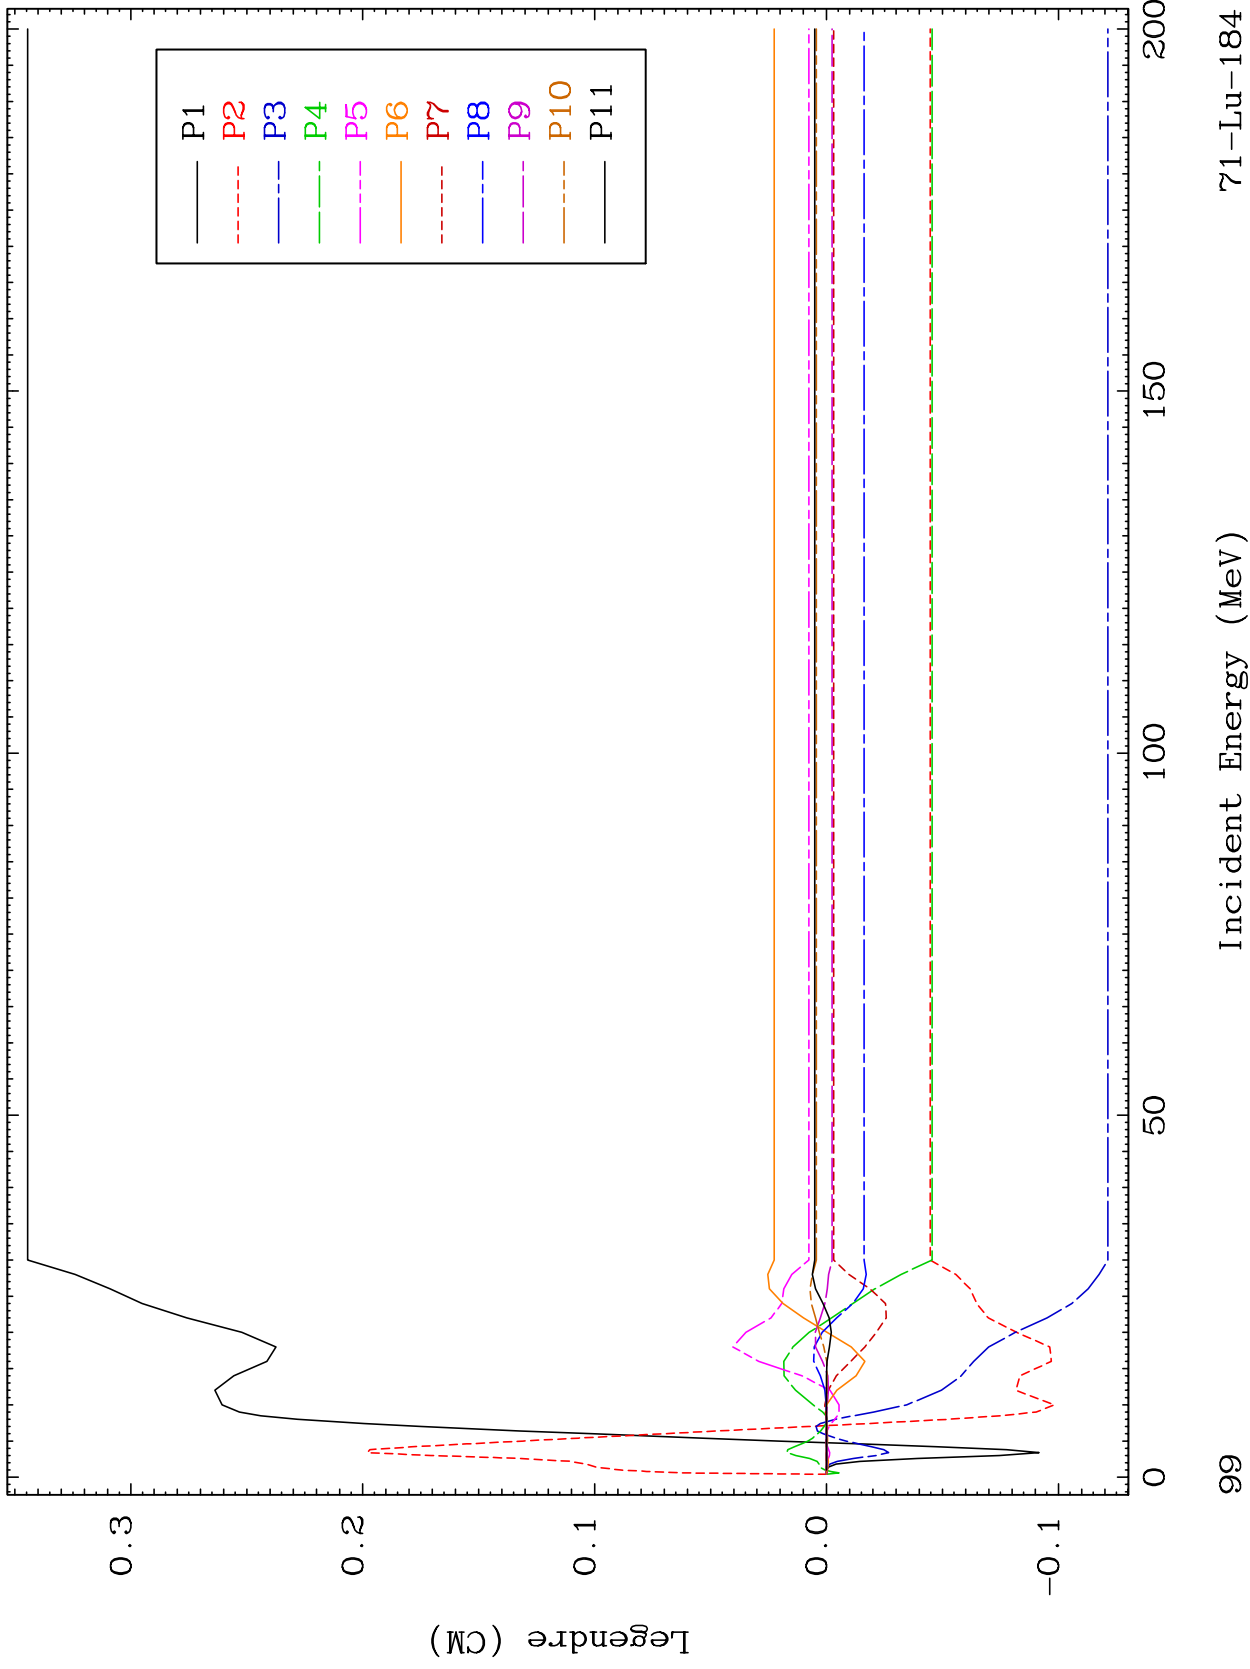 P1
P2
P3
P4
P5
P6
P7
P8
P9
P10
P11
0.3
0.2
0.1
0.0
-0.1
Legendre (CM)
0
50
100
150
200
99
Incident Energy (MeV)
71-Lu-184